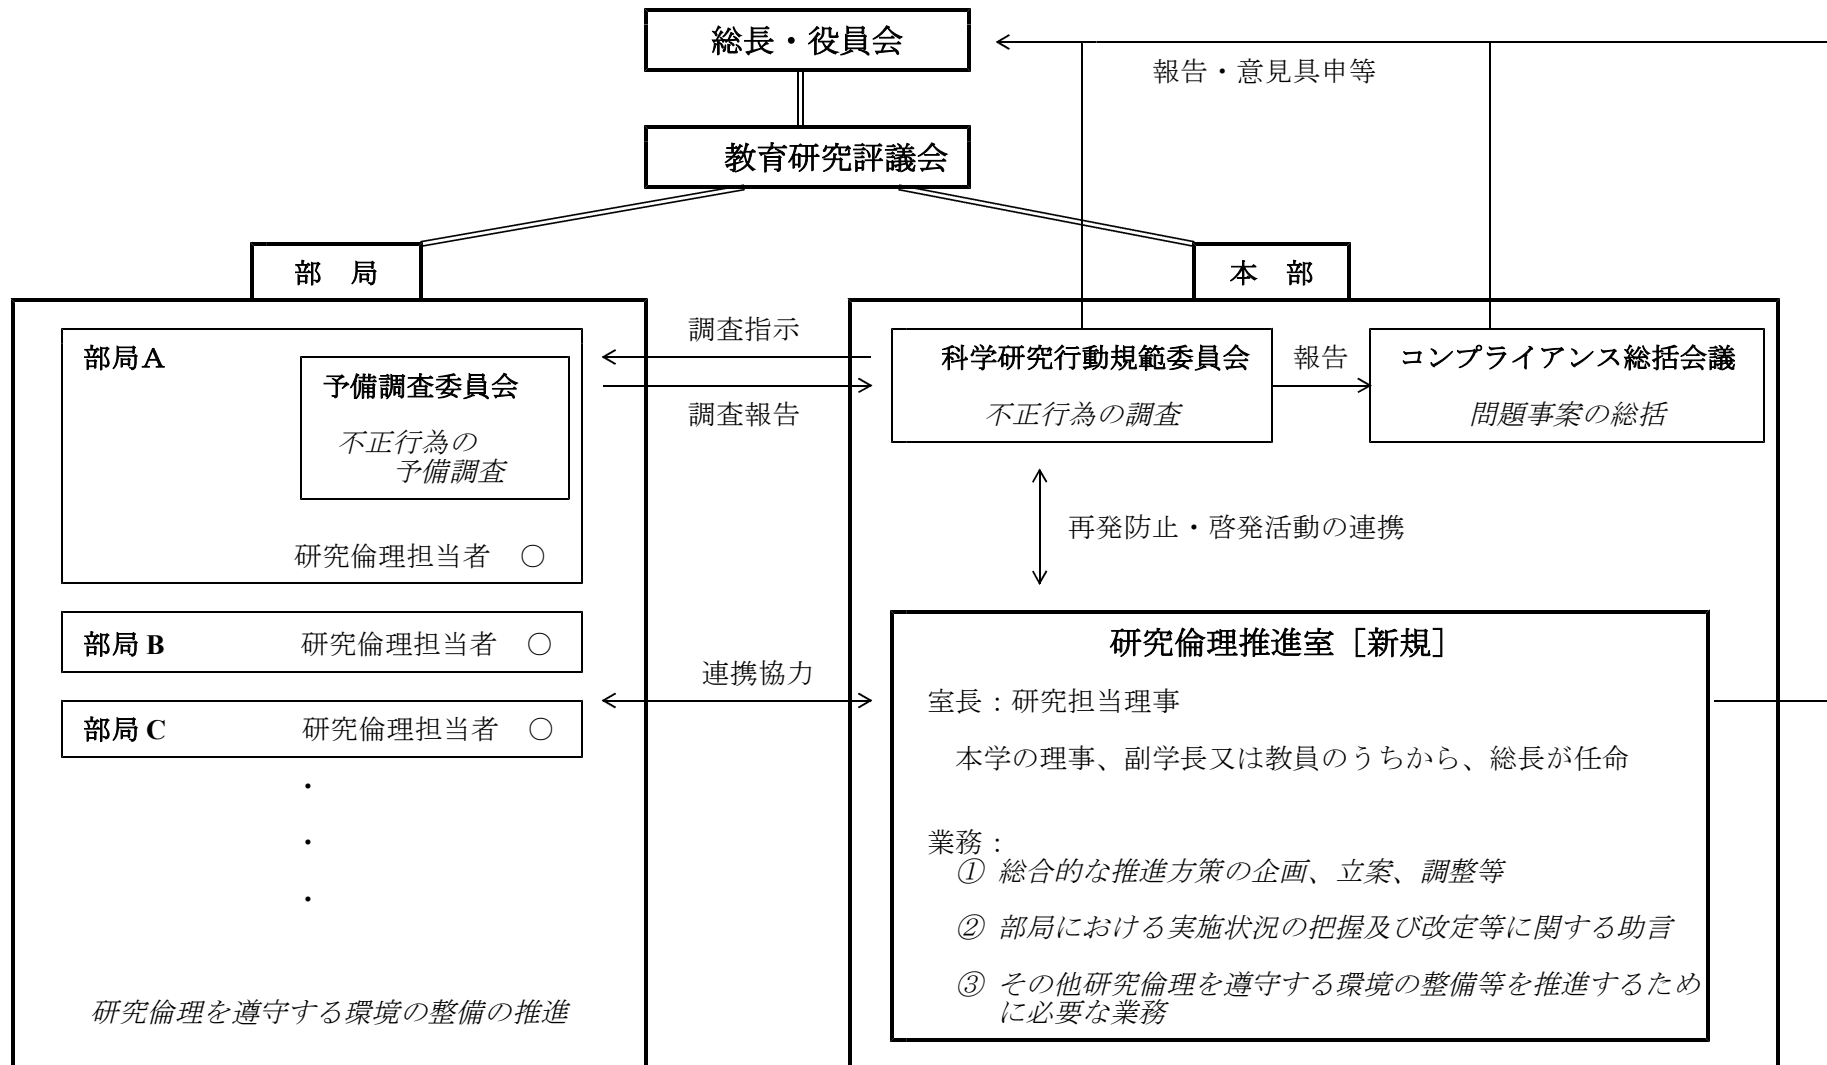 総長・役員会
報告・意見具申等
教育研究評議会
部　局
本　部
部局A
予備調査委員会
不正行為の
予備調査
研究倫理担当者　○
調査指示
調査報告
科学研究行動規範委員会
不正行為の調査
報告
コンプライアンス総括会議
問題事案の総括
再発防止・啓発活動の連携
部局 B　研究倫理担当者　○
部局 C　研究倫理担当者　○
・
・
・
研究倫理を遵守する環境の整備の推進
連携協力
研究倫理推進室［新規］
室長：研究担当理事
本学の理事、副学長又は教員のうちから、総長が任命
業務：
① 総合的な推進方策の企画、立案、調整等
② 部局における実施状況の把握及び改定等に関する助言
③ その他研究倫理を遵守する環境の整備等を推進するため
に必要な業務